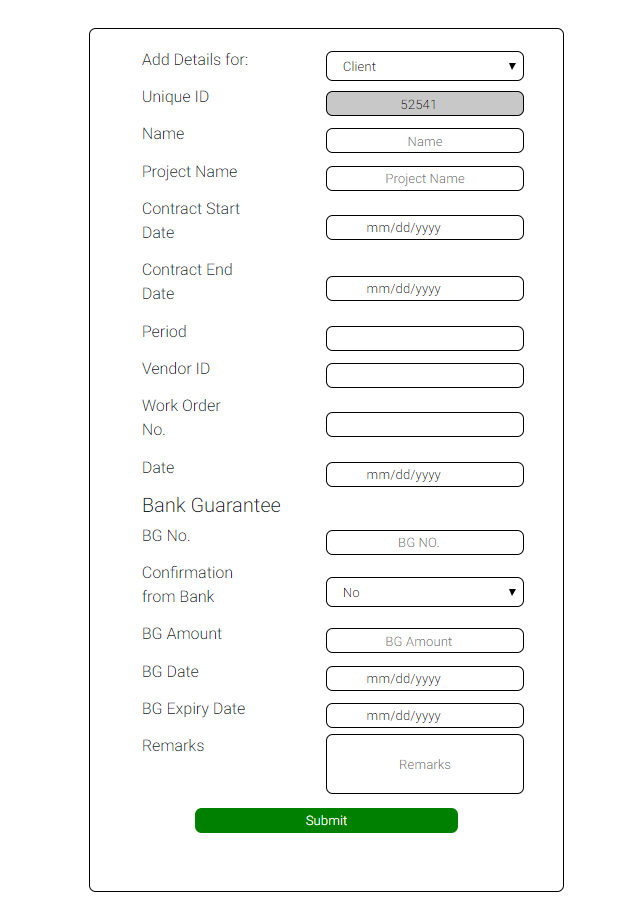 Add Details for:
Client
Unique ID
52541
Name
Name
Project Name
Project Name
Contract Start
Date
mm/dd/yyyy
Contract End
Date
mm/dd/yyyy
Period
Vendor ID
Work Order
No.
Date
mm/dd/yyyy
Bank Guarantee
BG No.
BG NO.
Confirmation
from Bank
No
BG Amount
BG Amount
BG Date
mm/dd/yyyy
BG Expiry Date
mm/dd/yyyy
Remarks
Remarks
Submit